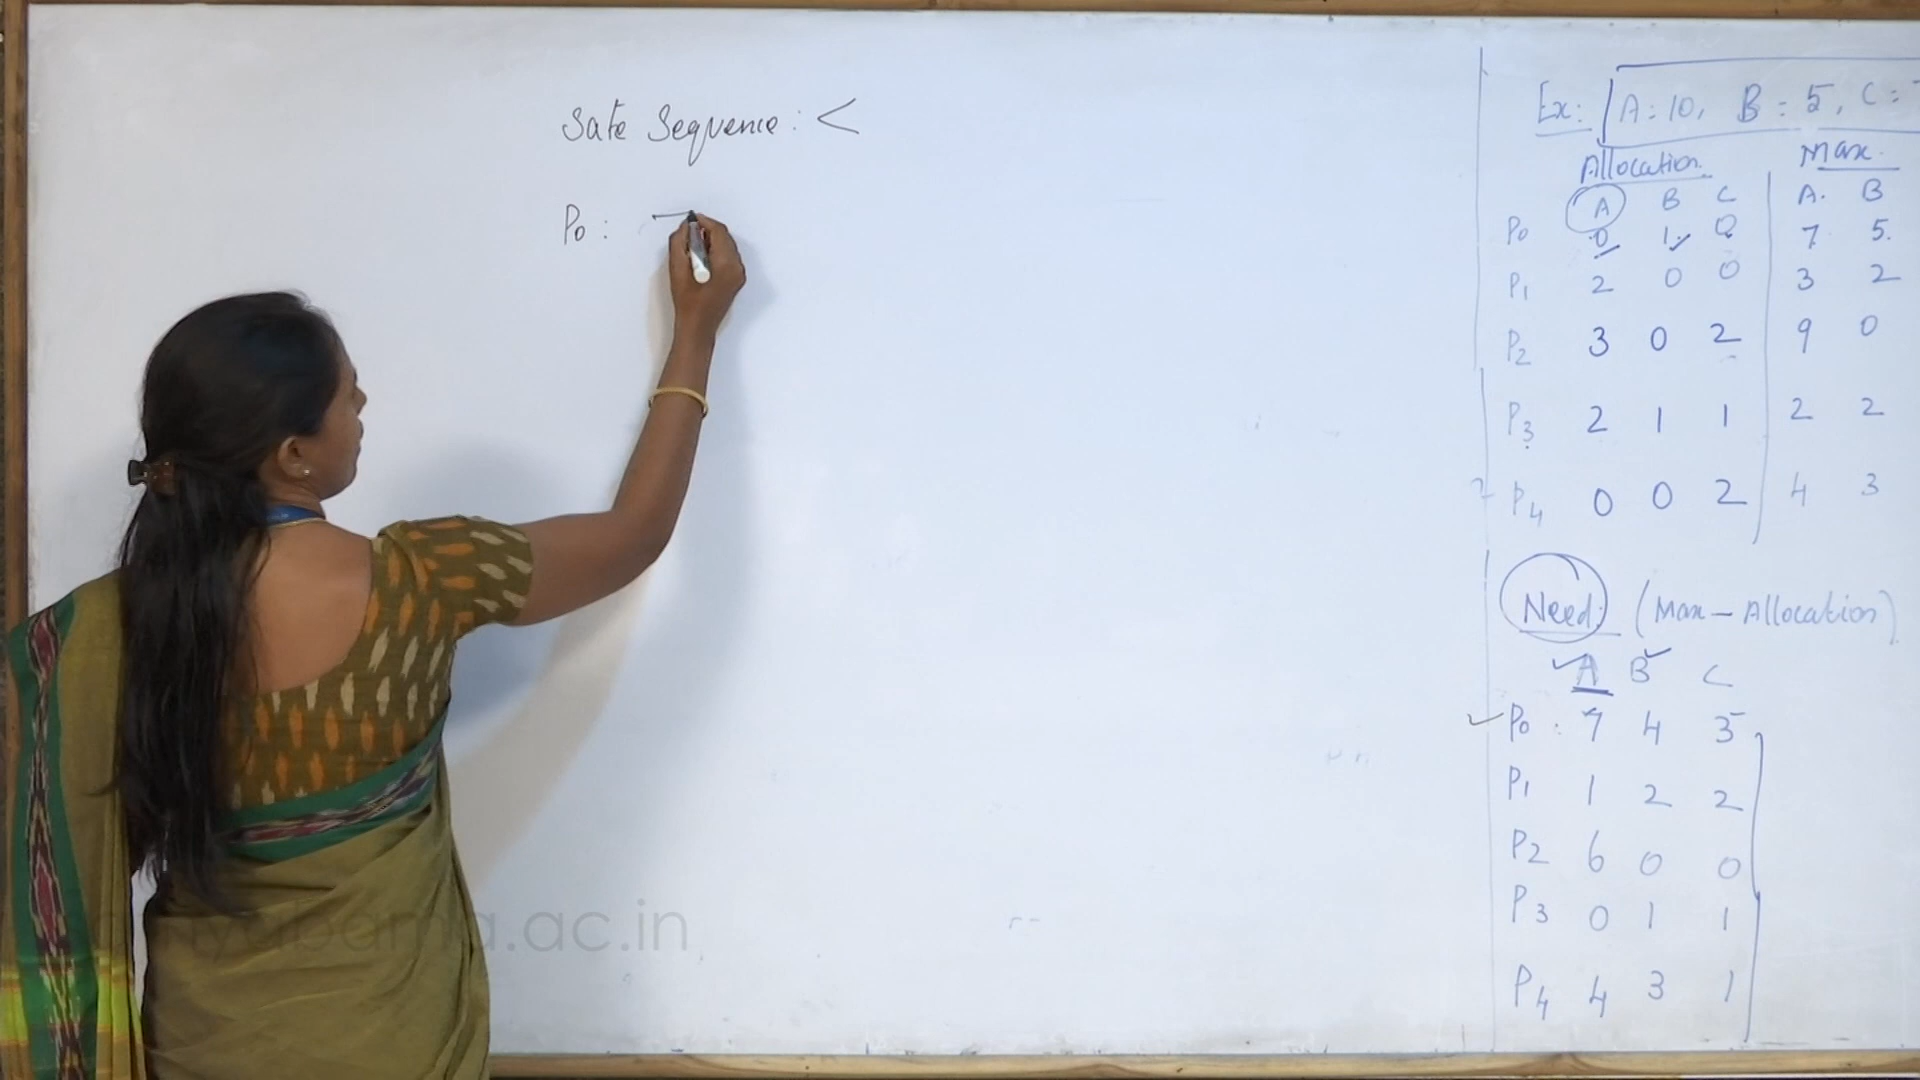 Safe Sequence: <
P0:
Ex: A:10, B=5, C=
Allocation Max.
A B C A. B
P0 0 1 0 7 5.
P1 2 0 0 3 2
P2 3 0 2 9 0
P3 2 1 1 2 2
P4 0 0 2 4 3
Need: (Max - Allocation)
A B C
P0: 7 4 3
P1 1 2 2
P2 6 0 0
P3 0 1 1
P4 4 3 1